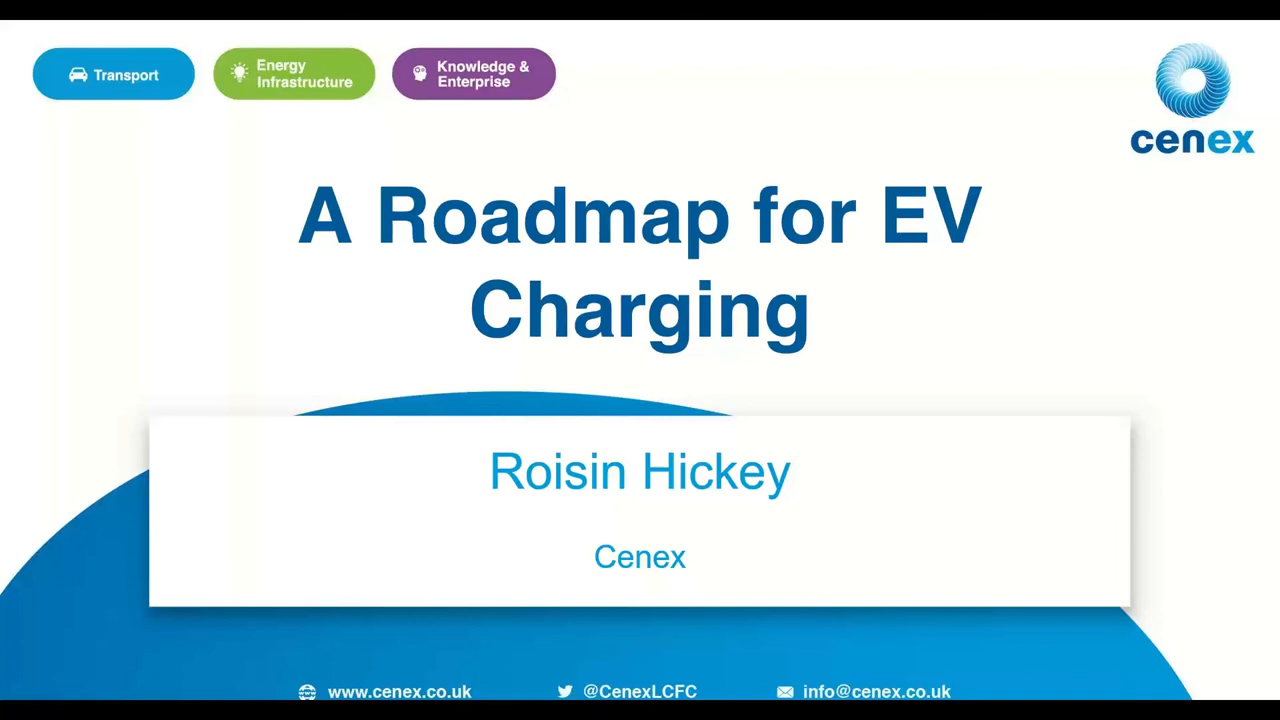 Transport
Energy
Infrastructure
Knowledge &
Enterprise
cenex
A Roadmap for EV
Charging
Roisin Hickey
Cenex
www.cenex.co.uk
@CenexLCFC
info@cenex.co.uk